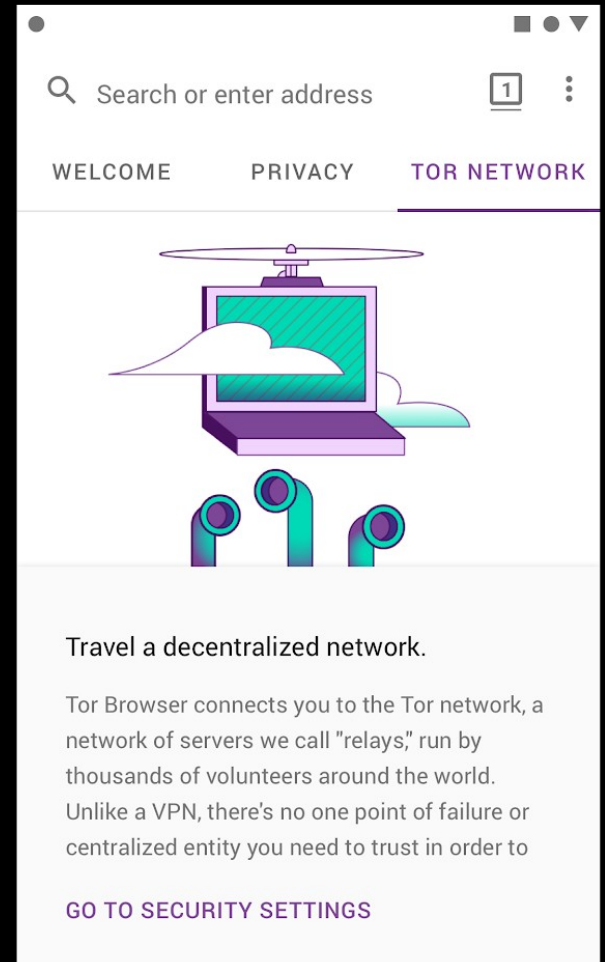 Search or enter address
1
WELCOME PRIVACY TOR NETWORK
Travel a decentralized network.
Tor Browser connects you to the Tor network, a
network of servers we call "relays," run by
thousands of volunteers around the world.
Unlike a VPN, there's no one point of failure or
centralized entity you need to trust in order to
GO TO SECURITY SETTINGS